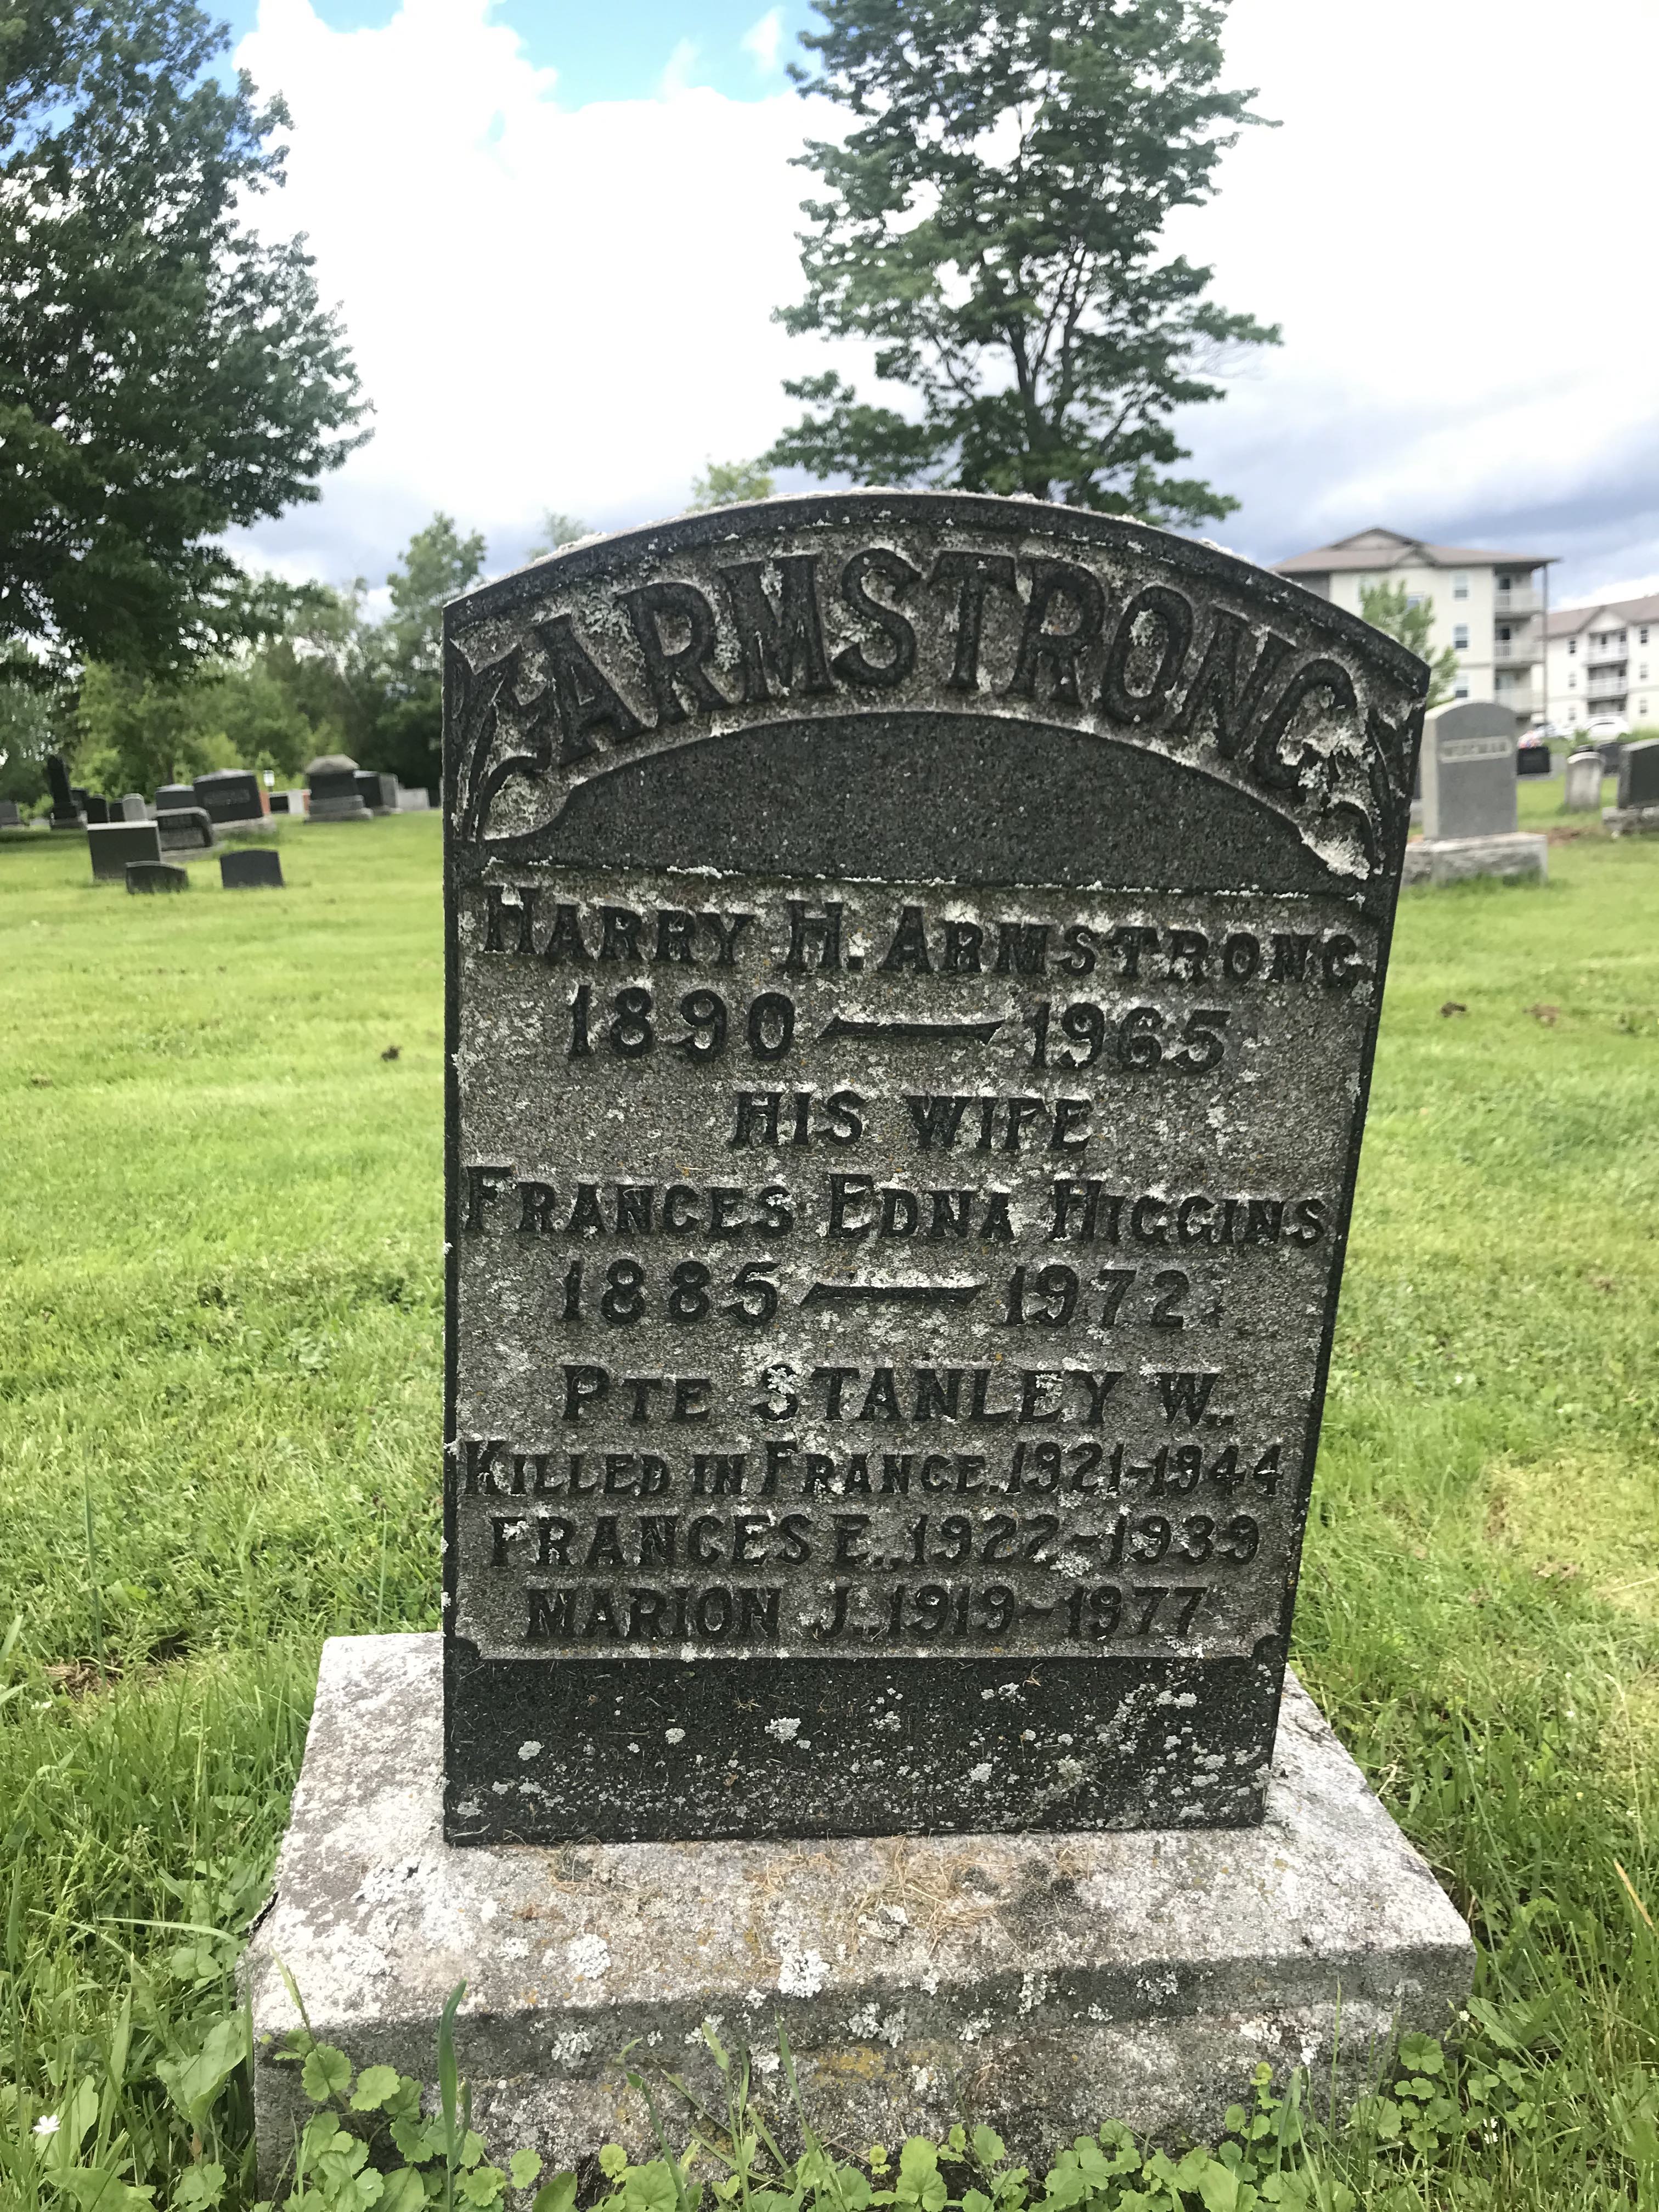 ARMSTRONG
HARRY H. ARMSTRONG
1890 — 1965
HIS WIFE
FRANCES EDNA HIGGINS
1885 — 1972
PTE STANLEY W.
KILLED IN FRANCE. 1921-1944
FRANCES E., 1922-1939
MARION J., 1919-1977